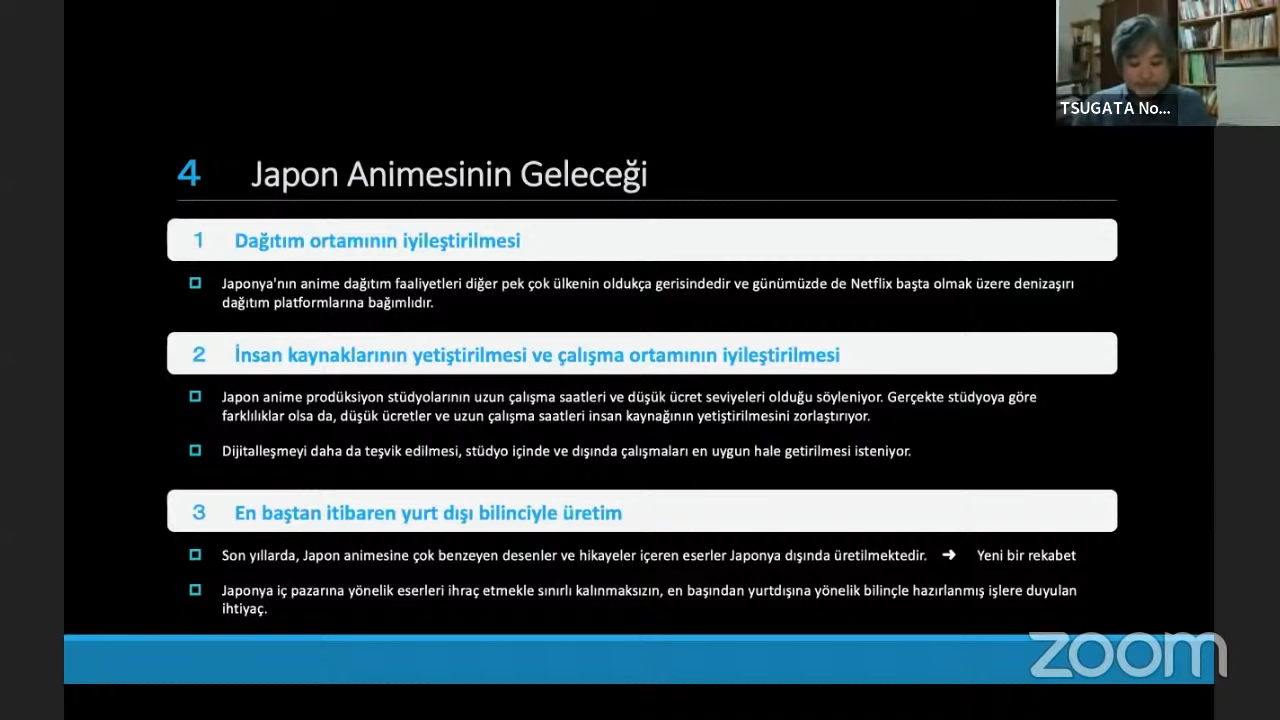 TSUGATA No...
4 Japon Animesinin Geleceği
1 Dağıtım ortamının iyileştirilmesi
Japonya'nın anime dağıtım faaliyetleri diğer pek çok ülkenin oldukça gerisindedir ve günümüzde de Netflix başta olmak üzere denizaşırı
dağıtım platformlarına bağımlıdır.
2 İnsan kaynaklarının yetiştirilmesi ve çalışma ortamının iyileştirilmesi
Japon anime prodüksiyon stüdyolarının uzun çalışma saatleri ve düşük ücret seviyeleri olduğu söyleniyor. Gerçekte stüdyoya göre
farklılıklar olsa da, düşük ücretler ve uzun çalışma saatleri insan kaynağının yetiştirilmesini zorlaştırıyor.
Dijitalleşmeyi daha da teşvik edilmesi, stüdyo içinde ve dışında çalışmaları en uygun hale getirilmesi isteniyor.
3 En baştan itibaren yurt dışı bilinciyle üretim
Son yıllarda, Japon animesine çok benzeyen desenler ve hikayeler içeren eserler Japonya dışında üretilmektedir. ➜ Yeni bir rekabet
Japonya iç pazarına yönelik eserleri ihraç etmekle sınırlı kalınmaksızın, en başından yurtdışına yönelik bilinçle hazırlanmış işlere duyulan
ihtiyaç.
zoom